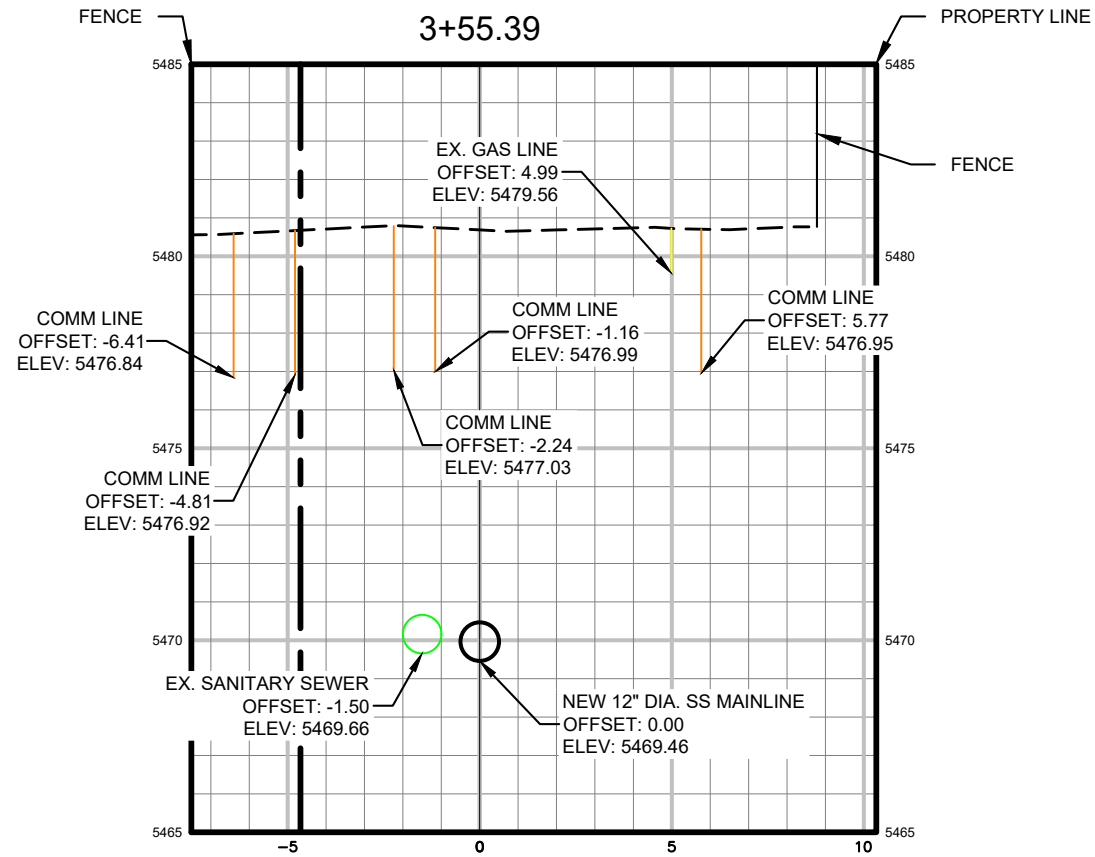 FENCE
3+55.39
PROPERTY LINE
5485
5485
EX. GAS LINE
OFFSET: 4.99
ELEV: 5479.56
FENCE
5480
5480
COMM LINE
OFFSET: -6.41
ELEV: 5476.84
COMM LINE
OFFSET: -1.16
ELEV: 5476.99
COMM LINE
OFFSET: 5.77
ELEV: 5476.95
COMM LINE
OFFSET: -2.24
ELEV: 5477.03
5475
5475
COMM LINE
OFFSET: -4.81
ELEV: 5476.92
5470
5470
EX. SANITARY SEWER
OFFSET: -1.50
ELEV: 5469.66
NEW 12" DIA. SS MAINLINE
OFFSET: 0.00
ELEV: 5469.46
5465
5465
-5
0
5
10